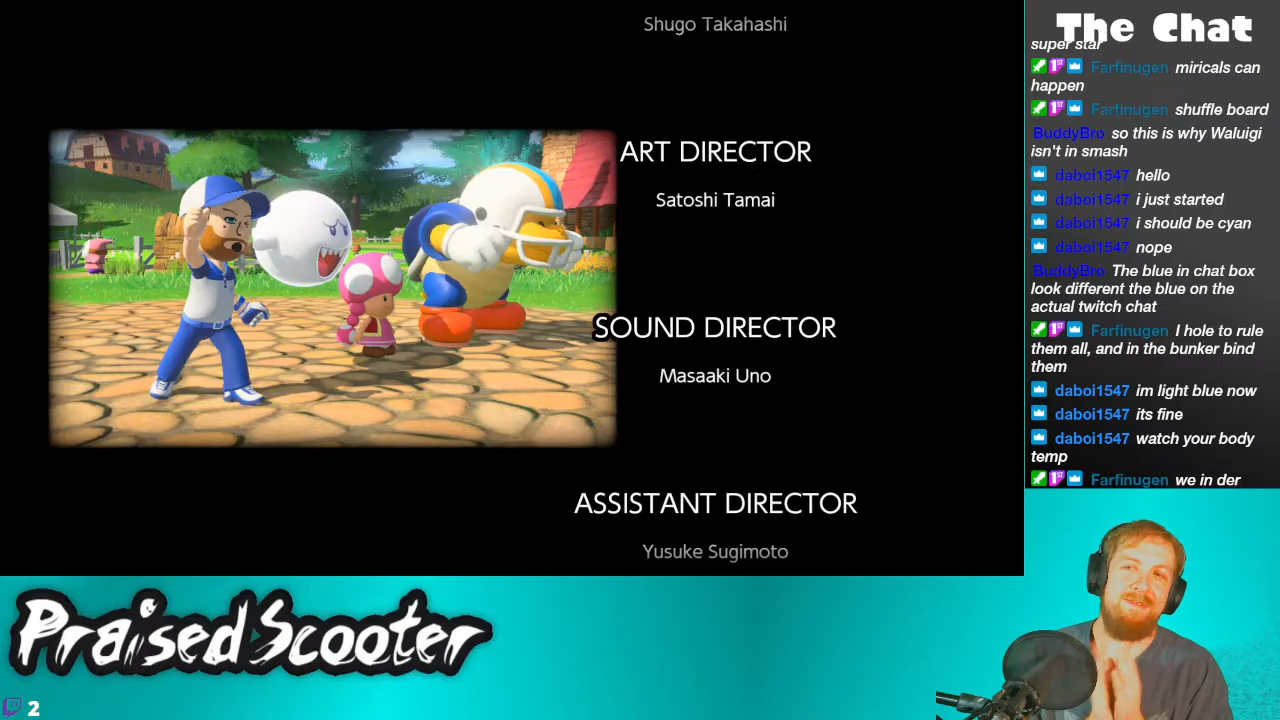 Shugo Takahashi
ART DIRECTOR
Satoshi Tamai
SOUND DIRECTOR
Masaaki Uno
ASSISTANT DIRECTOR
Yusuke Sugimoto
The Chat
super star
Farfinugen miricals can
happen
Farfinugen shuffle board
BuddyBro so this is why Waluigi
isn't in smash
daboi1547 hello
daboi1547 i just started
daboi1547 i should be cyan
daboi1547 nope
BuddyBro The blue in chat box
look different the blue on the
actual twitch chat
Farfinugen I hole to rule
them all, and in the bunker bind
them
daboi1547 im light blue now
daboi1547 its fine
daboi1547 watch your body
temp
Farfinugen we in der
PraisedScooter
2